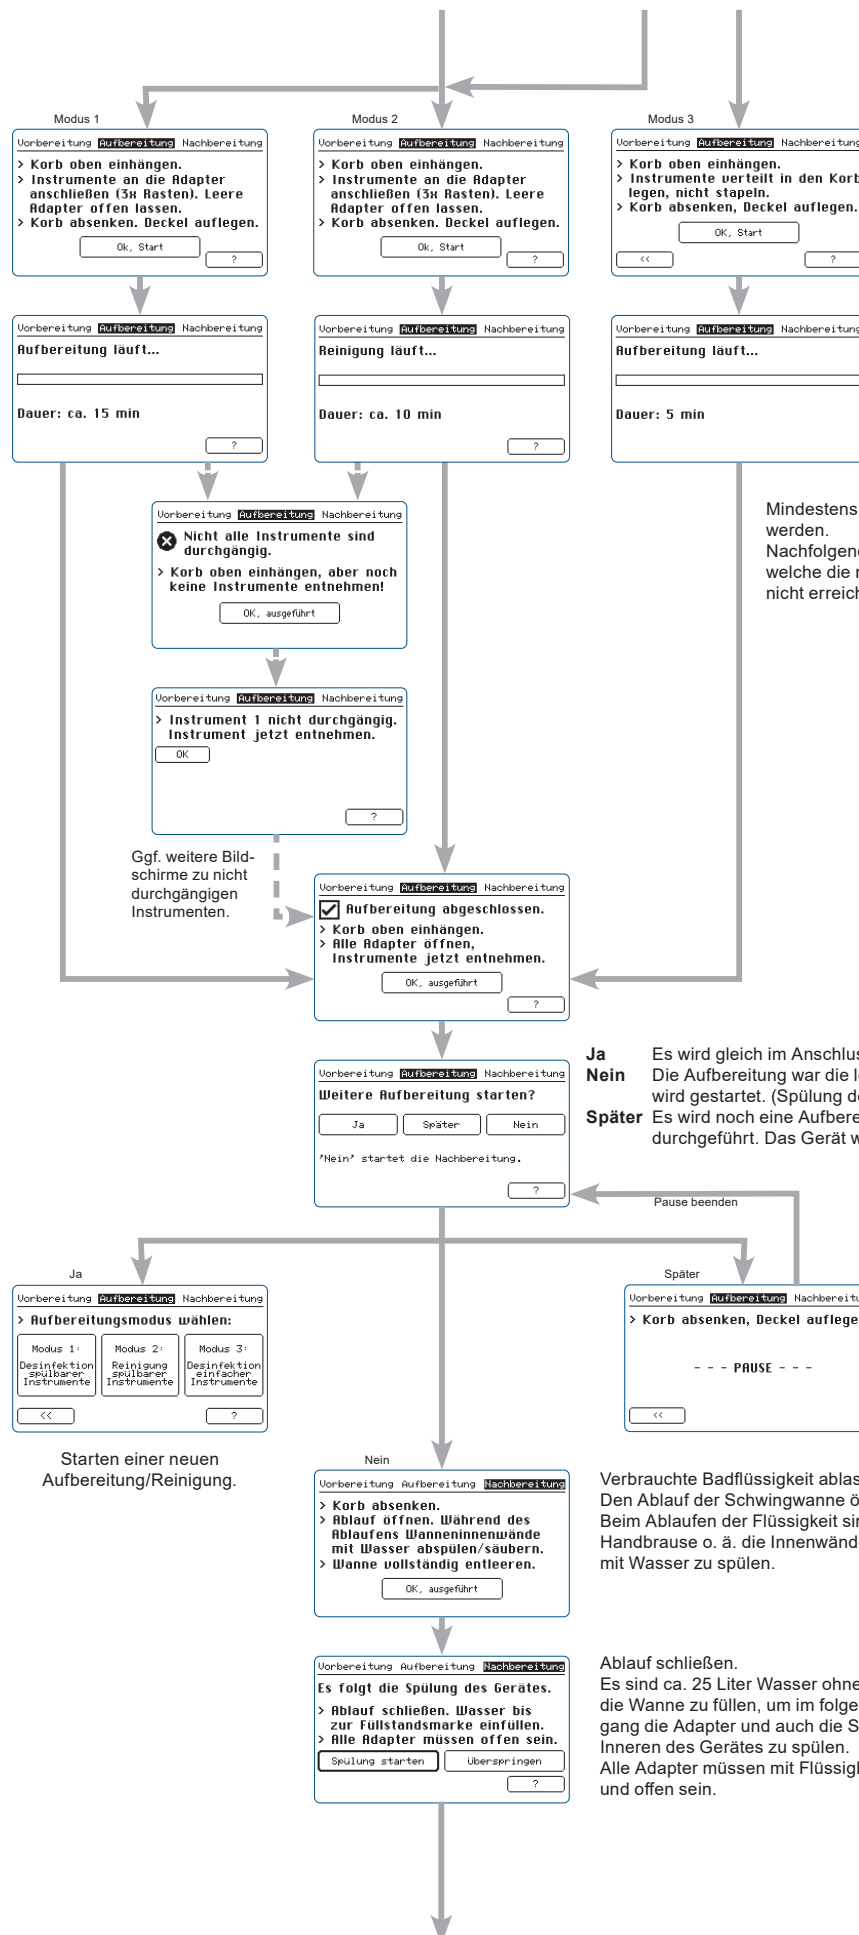 Modus 1
Vorbereitung Aufbereitung Nachbereitung
> Korb oben einhängen.
> Instrumente an die Adapter
anschließen (3x Rasten). Leere
Adapter offen lassen.
> Korb absenken. Deckel auflegen.
Ok, Start
?
Modus 2
Vorbereitung Aufbereitung Nachbereitung
> Korb oben einhängen.
> Instrumente an die Adapter
anschließen (3x Rasten). Leere
Adapter offen lassen.
> Korb absenken. Deckel auflegen.
Ok, Start
?
Modus 3
Vorbereitung Aufbereitung Nachbereitung
> Korb oben einhängen.
> Instrumente verteilt in den Korb
legen, nicht stapeln.
> Korb absenken, Deckel auflegen.
OK, Start
<<
?
Vorbereitung Aufbereitung Nachbereitung
Aufbereitung läuft...
Dauer: ca. 15 min
?
Vorbereitung Aufbereitung Nachbereitung
Reinigung läuft...
Dauer: ca. 10 min
?
Vorbereitung Aufbereitung Nachbereitung
Aufbereitung läuft...
Dauer: 5 min
Mindestens
werden.
welche die
nicht
Vorbereitung Aufbereitung Nachbereitung
Nicht alle Instrumente sind
durchgängig.
> Korb oben einhängen, aber noch
keine Instrumente entnehmen!
OK, ausgeführt
Vorbereitung Aufbereitung Nachbereitung
> Instrument 1 nicht durchgängig.
Instrument jetzt entnehmen.
OK
?
Ggf. weitere Bild-
schirme zu nicht
durchgängigen
Instrumenten.
Vorbereitung Aufbereitung Nachbereitung
Aufbereitung abgeschlossen.
> Korb oben einhängen.
> Alle Adapter öffnen,
Instrumente jetzt entnehmen.
OK, ausgeführt
?
Vorbereitung Aufbereitung Nachbereitung
Weitere Aufbereitung starten?
Ja Später Nein
'Nein' startet die Nachbereitung.
?
Ja Es wird gleich im
Nein Die Aufbereitung war die
wird gestartet. (Spülung
Später Es wird noch eine
durchgeführt. Das Gerät
Pause beenden
Ja
Vorbereitung Aufbereitung Nachbereitung
> Aufbereitungsmodus wählen:
Modus 1:
Desinfektion
spülbarer
Instrumente
Modus 2:
Reinigung
spülbarer
Instrumente
Modus 3:
Desinfektion
einfacher
Instrumente
<<
?
Starten einer neuen
Aufbereitung/Reinigung.
Später
Vorbereitung Aufbereitung
> Korb absenken, Deckel
- - - PAUSE - - -
<<
Nein
Vorbereitung Aufbereitung Nachbereitung
> Korb absenken.
> Ablauf öffnen. Während des
Ablaufens Wanneninnenwände
mit Wasser abspülen/säubern.
> Wanne vollständig entleeren.
OK, ausgeführt
Verbrauchte Badflüssigkeit
Den Ablauf der Schwingwanne
Beim Ablaufen der Flüssigkeit
Handbrause o. ä. die
mit Wasser zu spülen.
Vorbereitung Aufbereitung Nachbereitung
Es folgt die Spülung des Gerätes.
> Ablauf schließen. Wasser bis
zur Füllstandsmarke einfüllen.
> Alle Adapter müssen offen sein.
Spülung starten Überspringen
?
Ablauf schließen.
Es sind ca. 25 Liter Wasser ohne
die Wanne zu füllen, um im
gang die Adapter und auch die
Inneren des Gerätes zu spülen.
Alle Adapter müssen mit
und offen sein.